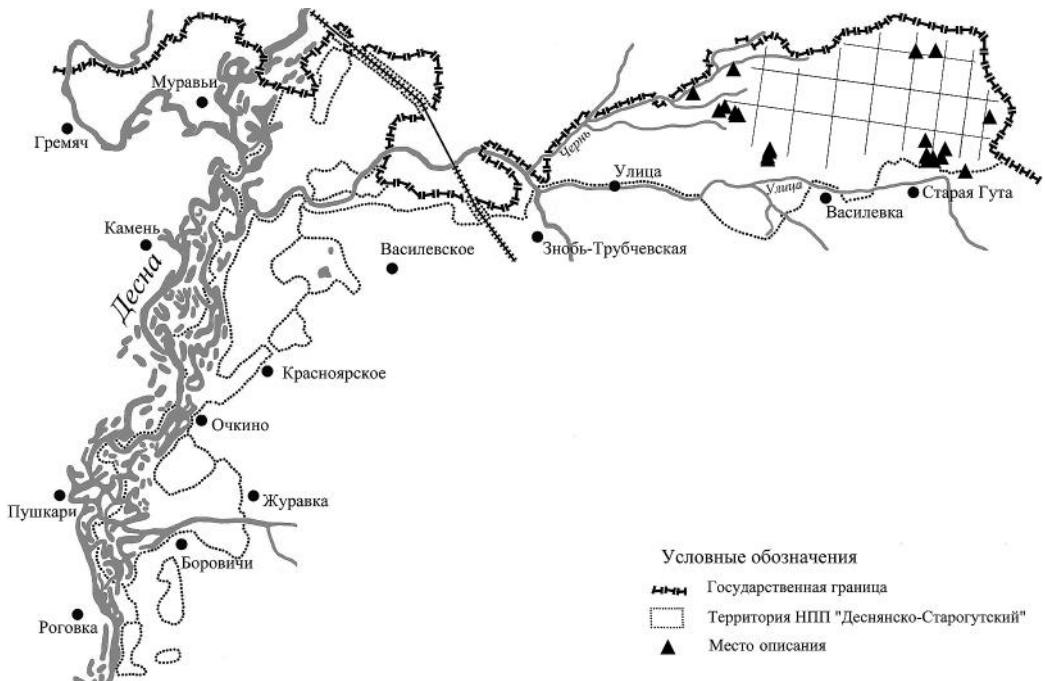 Муравьи
Гремяч
Чернь
Улица
Улица
Старая Гута
Василевка
Камень
Василевское
Знобь-Трубчевская
Десна
Красноярское
Очкино
Пушкари
Журавка
Боровичи
Роговка
Условные обозначения
Государственная граница
Территория НПП "Деснянско-Старогутский"
Место описания